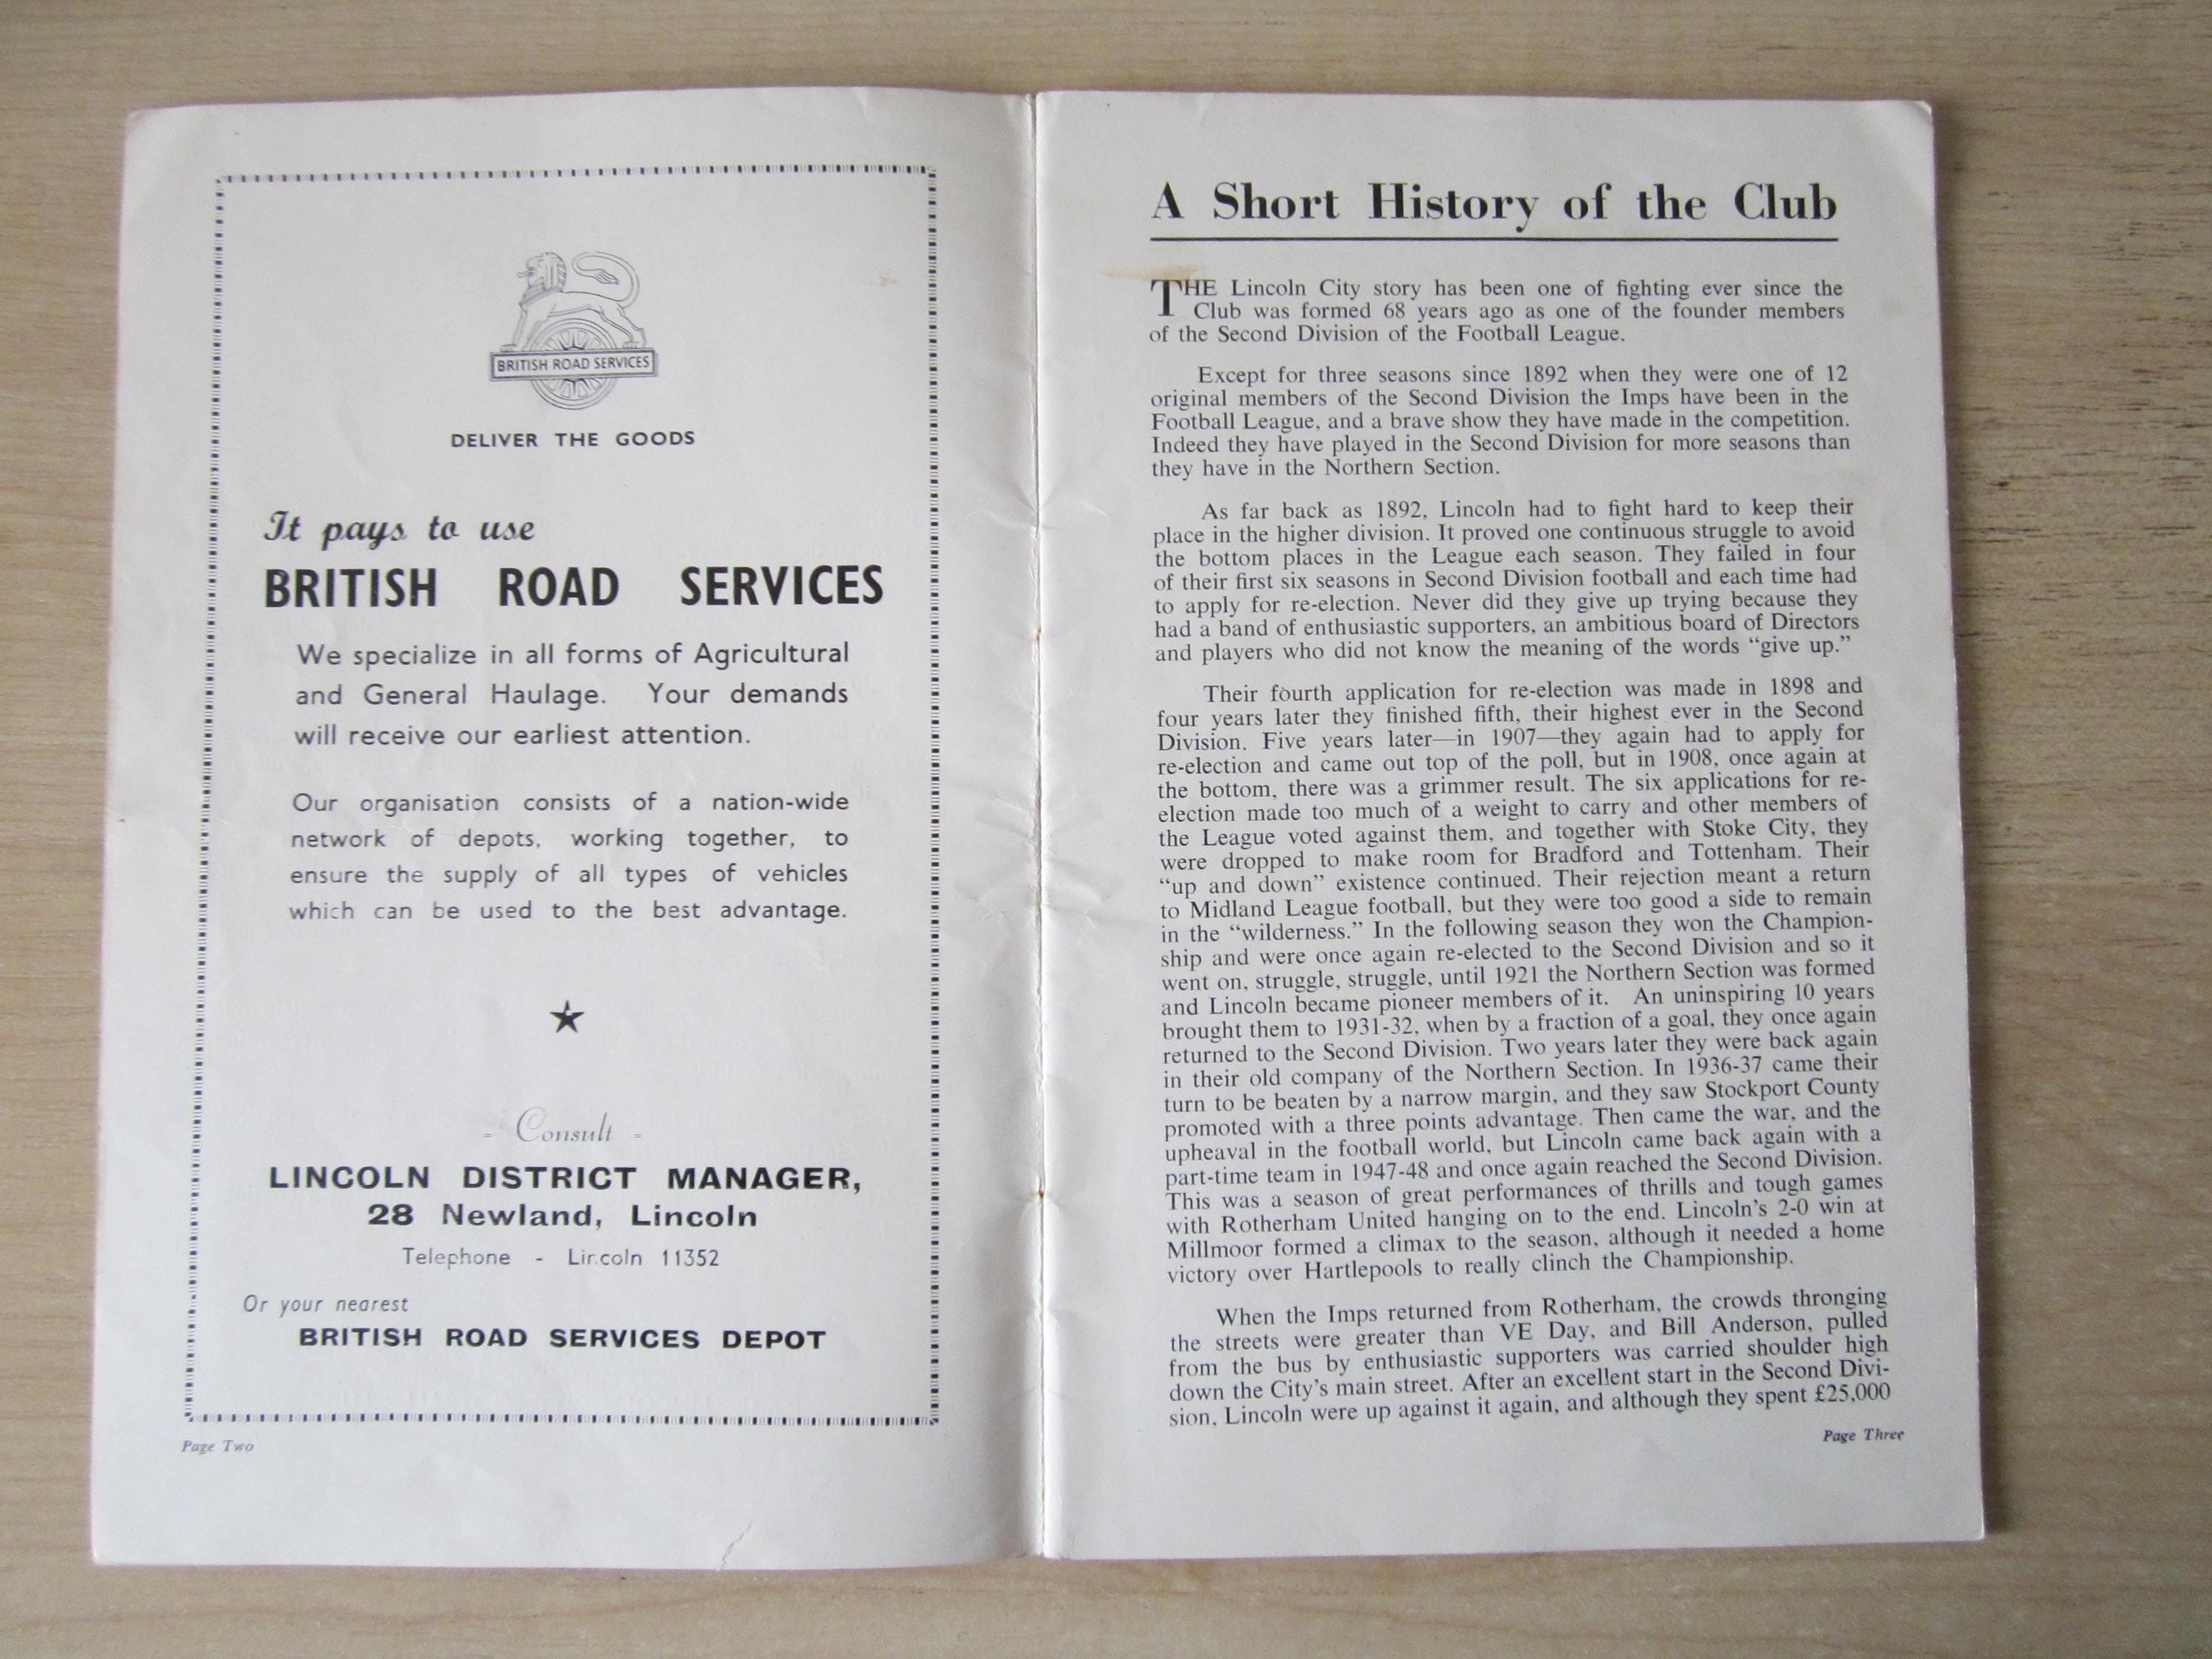 BRITISH ROAD SERVICES
DELIVER THE GOODS
It pays to use
BRITISH ROAD SERVICES
We specialize in all forms of Agricultural
and General Haulage. Your demands
will receive our earliest attention.
Our organisation consists of a nation-wide
network of depots, working together, to
ensure the supply of all types of vehicles
which can be used to the best advantage.
- Consult -
LINCOLN DISTRICT MANAGER,
28 Newland, Lincoln
Telephone - Lincoln 11352
Or your nearest
BRITISH ROAD SERVICES DEPOT
Page Two
A Short History of the Club
THE Lincoln City story has been one of fighting ever since the
Club was formed 68 years ago as one of the founder members
of the Second Division of the Football League.
Except for three seasons since 1892 when they were one of 12
original members of the Second Division the Imps have been in the
Football League, and a brave show they have made in the competition.
Indeed they have played in the Second Division for more seasons than
they have in the Northern Section.
As far back as 1892, Lincoln had to fight hard to keep their
place in the higher division. It proved one continuous struggle to avoid
the bottom places in the League each season. They failed in four
of their first six seasons in Second Division football and each time had
to apply for re-election. Never did they give up trying because they
had a band of enthusiastic supporters, an ambitious board of Directors
and players who did not know the meaning of the words “give up.”
Their fourth application for re-election was made in 1898 and
four years later they finished fifth, their highest ever in the Second
Division. Five years later—in 1907—they again had to apply for
re-election and came out top of the poll, but in 1908, once again at
the bottom, there was a grimmer result. The six applications for re-
election made too much of a weight to carry and other members of
the League voted against them, and together with Stoke City, they
were dropped to make room for Bradford and Tottenham. Their
“up and down” existence continued. Their rejection meant a return
to Midland League football, but they were too good a side to remain
in the “wilderness.” In the following season they won the Champion-
ship and were once again re-elected to the Second Division and so it
went on, struggle, struggle, until 1921 the Northern Section was formed
and Lincoln became pioneer members of it. An uninspiring 10 years
brought them to 1931-32, when by a fraction of a goal, they once again
returned to the Second Division. Two years later they were back again
in their old company of the Northern Section. In 1936-37 came their
turn to be beaten by a narrow margin, and they saw Stockport County
promoted with a three points advantage. Then came the war, and the
upheaval in the football world, but Lincoln came back again with a
part-time team in 1947-48 and once again reached the Second Division.
This was a season of great performances of thrills and tough games
with Rotherham United hanging on to the end. Lincoln’s 2-0 win at
Millmoor formed a climax to the season, although it needed a home
victory over Hartlepools to really clinch the Championship.
When the Imps returned from Rotherham, the crowds thronging
the streets were greater than VE Day, and Bill Anderson, pulled
from the bus by enthusiastic supporters was carried shoulder high
down the City’s main street. After an excellent start in the Second Divi-
sion, Lincoln were up against it again, and although they spent £25,000
Page Three